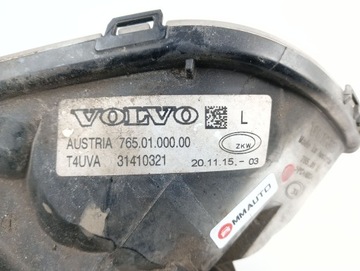 VOLVO L
AUSTRIA 765.01.000.00 ZKW
T4UVA 31410321 20.11.15.- 03
MMAUTO